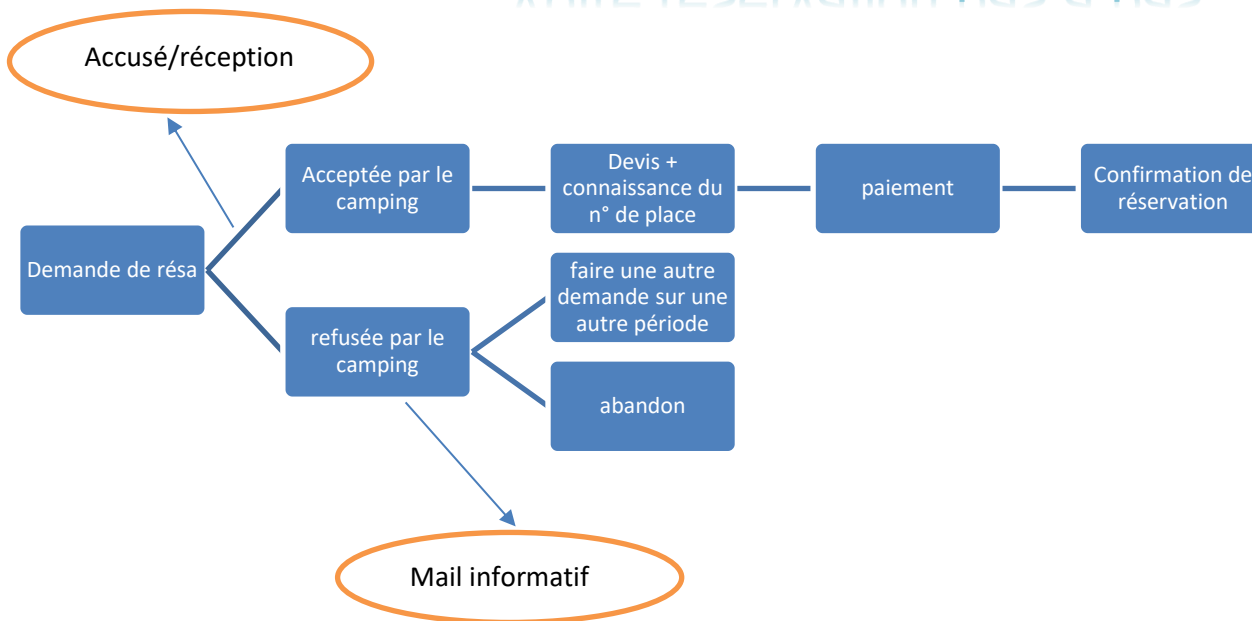 Accusé/réception
Acceptée par le
camping
Devis +
connaissance du
n° de place
paiement
Confirmation de
réservation
Demande de résa
faire une autre
demande sur une
autre période
refusée par le
camping
abandon
Mail informatif